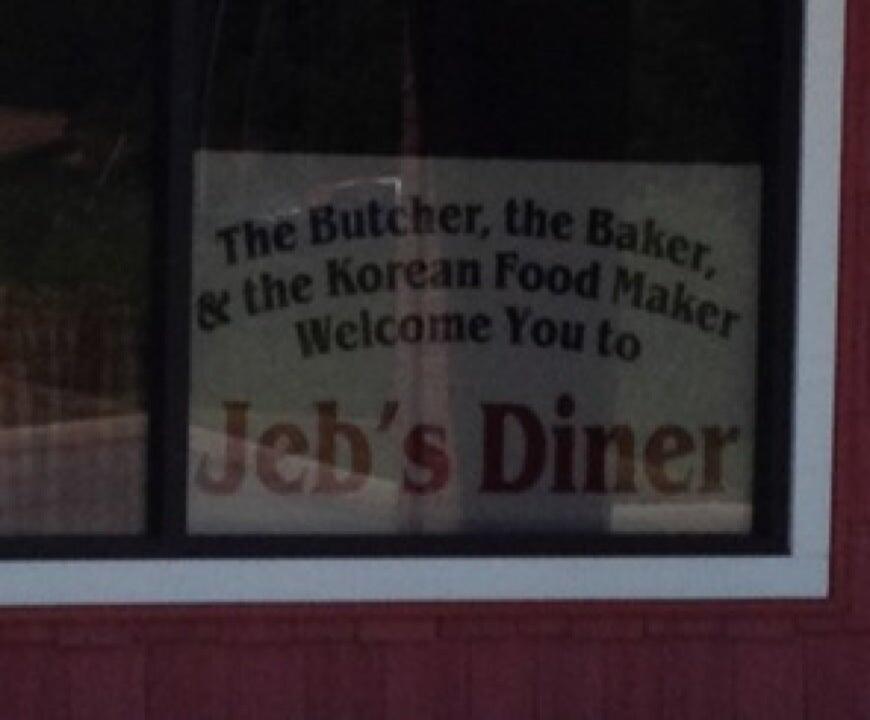 The Butcher, the Baker,
& the Korean Food Maker
Welcome You to
Jeb's Diner